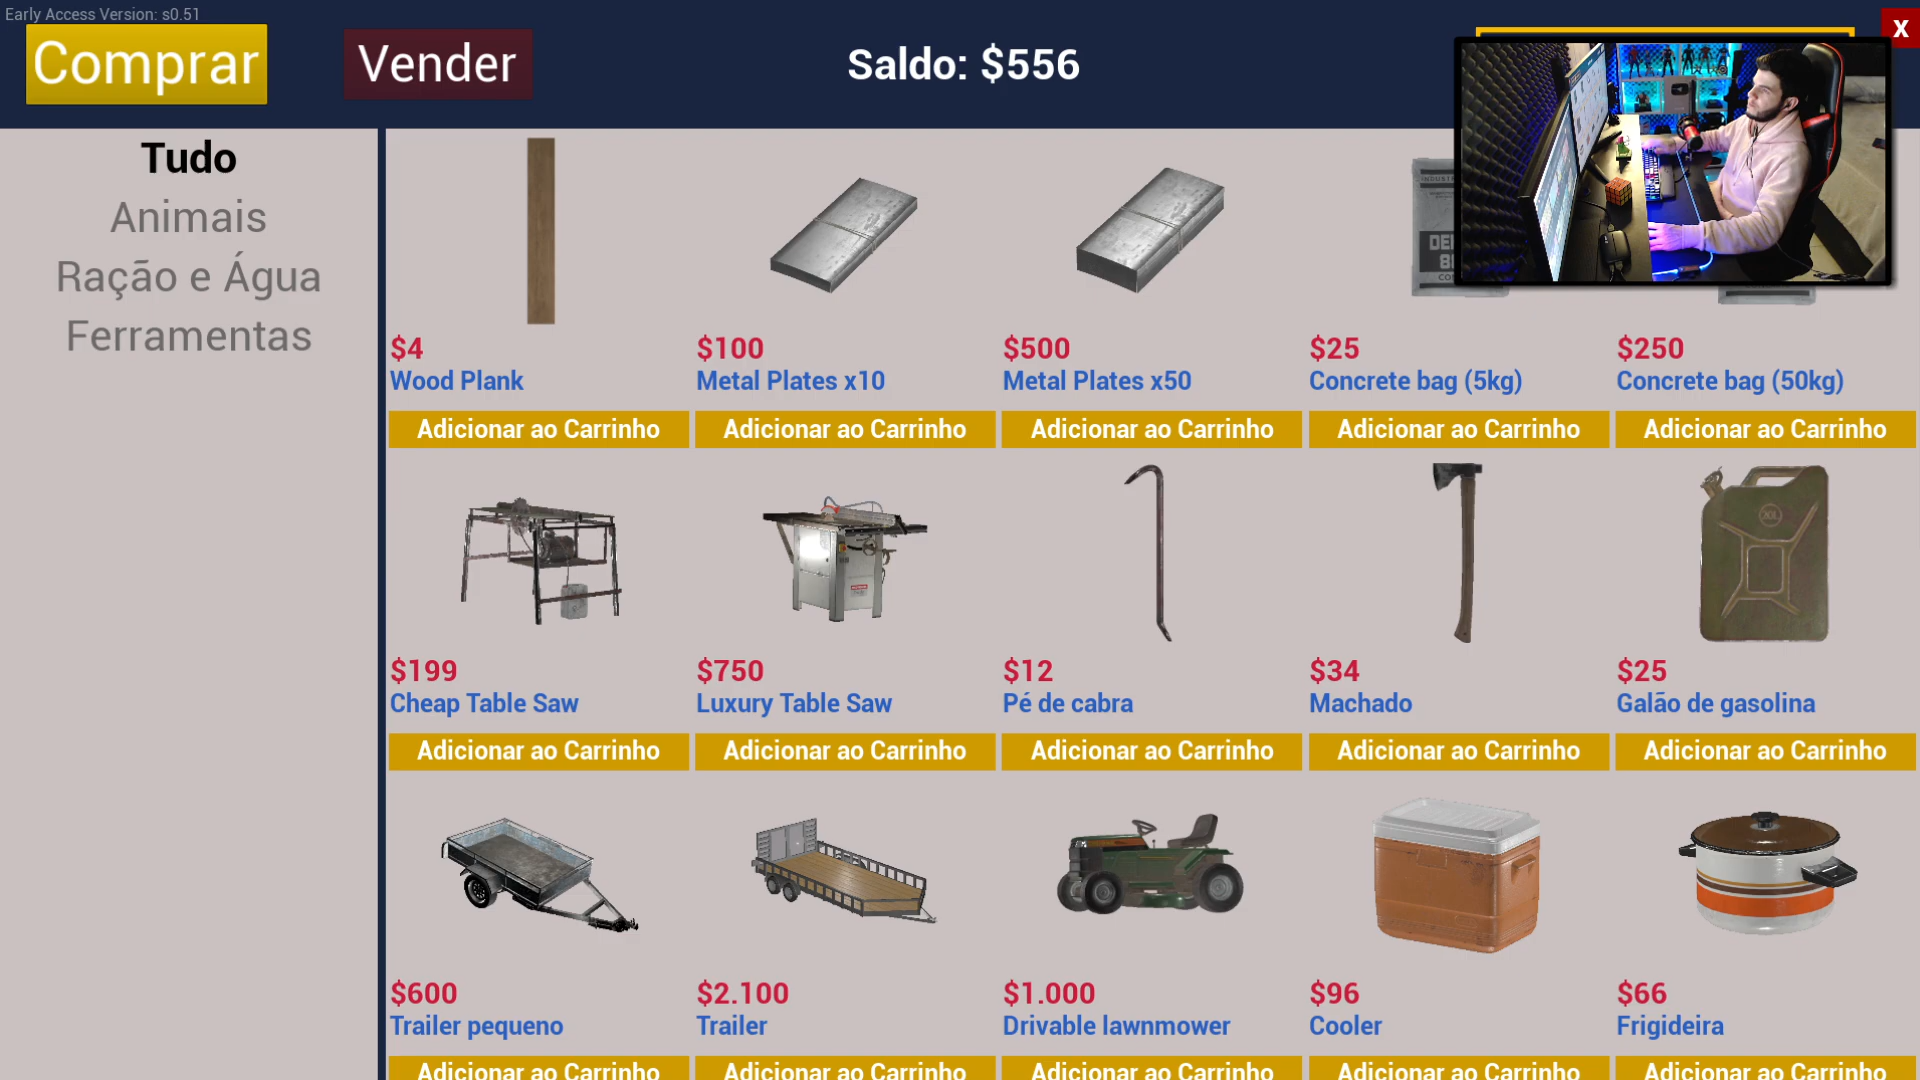 Early Access Version: s0.51
Comprar
Vender
Saldo: $556
X
Tudo
Animais
Ração e Água
Ferramentas
$4
Wood Plank
Adicionar ao Carrinho
$100
Metal Plates x10
Adicionar ao Carrinho
$500
Metal Plates x50
Adicionar ao Carrinho
$25
Concrete bag (5kg)
Adicionar ao Carrinho
$250
Concrete bag (50kg)
Adicionar ao Carrinho
20L
$199
Cheap Table Saw
Adicionar ao Carrinho
$750
Luxury Table Saw
Adicionar ao Carrinho
$12
Pé de cabra
Adicionar ao Carrinho
$34
Machado
Adicionar ao Carrinho
$25
Galão de gasolina
Adicionar ao Carrinho
$600
Trailer pequeno
Adicionar ao Carrinho
$2.100
Trailer
Adicionar ao Carrinho
$1.000
Drivable lawnmower
Adicionar ao Carrinho
$96
Cooler
Adicionar ao Carrinho
$66
Frigideira
Adicionar ao Carrinho